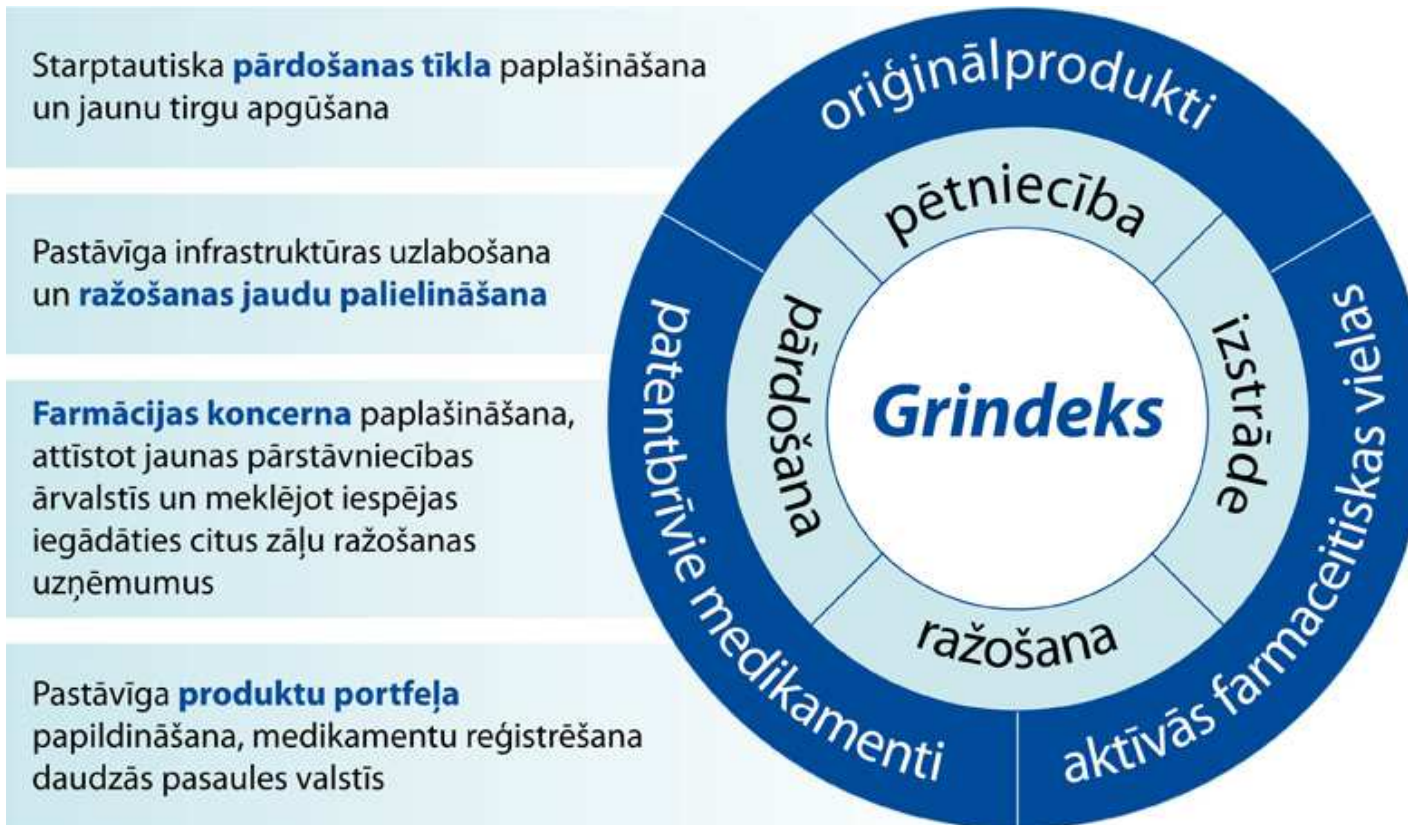 Starptautiska pārdošanas tīkla paplašināšana
un jaunu tirgu apgūšana
Pastāvīga infrastruktūras uzlabošana
un ražošanas jaudu palielināšana
Farmācijas koncerna paplašināšana,
attīstot jaunas pārstāvniecības
ārvalstīs un meklējot iespējas
iegādāties citus zāļu ražošanas
uzņēmumus
Pastāvīga produktu portfeļa
papildināšana, medikamentu reģistrēšana
daudzās pasaules valstīs
oriģinālprodukti
aktīvās farmaceitiskas vielas
patentbrīvie medikamenti
pētniecība
izstrāde
ražošana
pārdošana
Grindeks